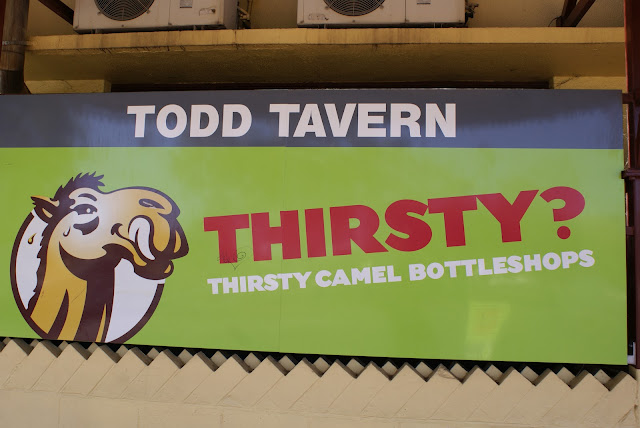 TODD TAVERN
THIRSTY?
THIRSTY CAMEL BOTTLESHOPS